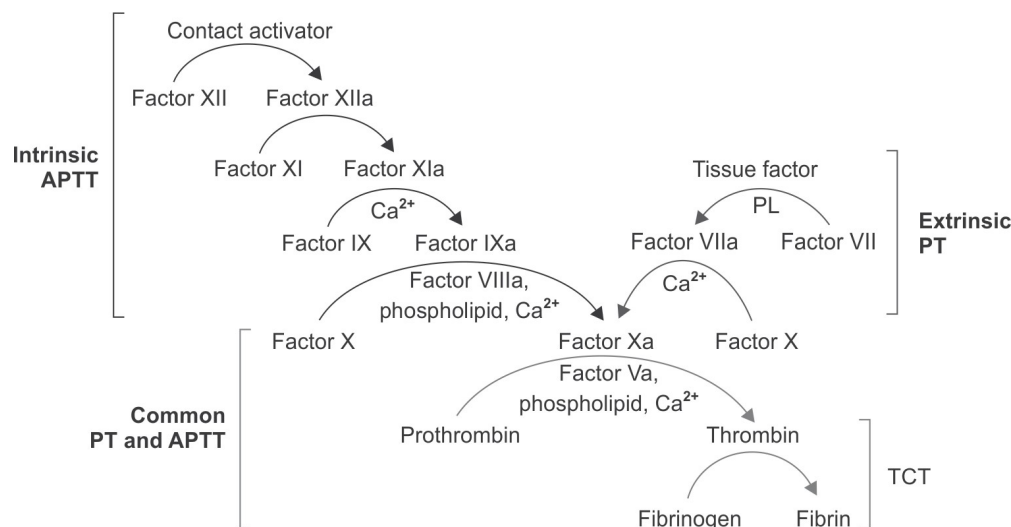 Contact activator
Factor XII
Factor XIIa
Intrinsic
APTT
Factor XI
Factor XIa
Tissue factor
Ca²⁺
PL
Extrinsic
PT
Factor IX
Factor IXa
Factor VIIa
Factor VII
Factor VIIIa,
phospholipid, Ca²⁺
Ca²⁺
Factor X
Factor Xa
Factor X
Factor Va,
phospholipid, Ca²⁺
Common
PT and APTT
Prothrombin
Thrombin
TCT
Fibrinogen
Fibrin